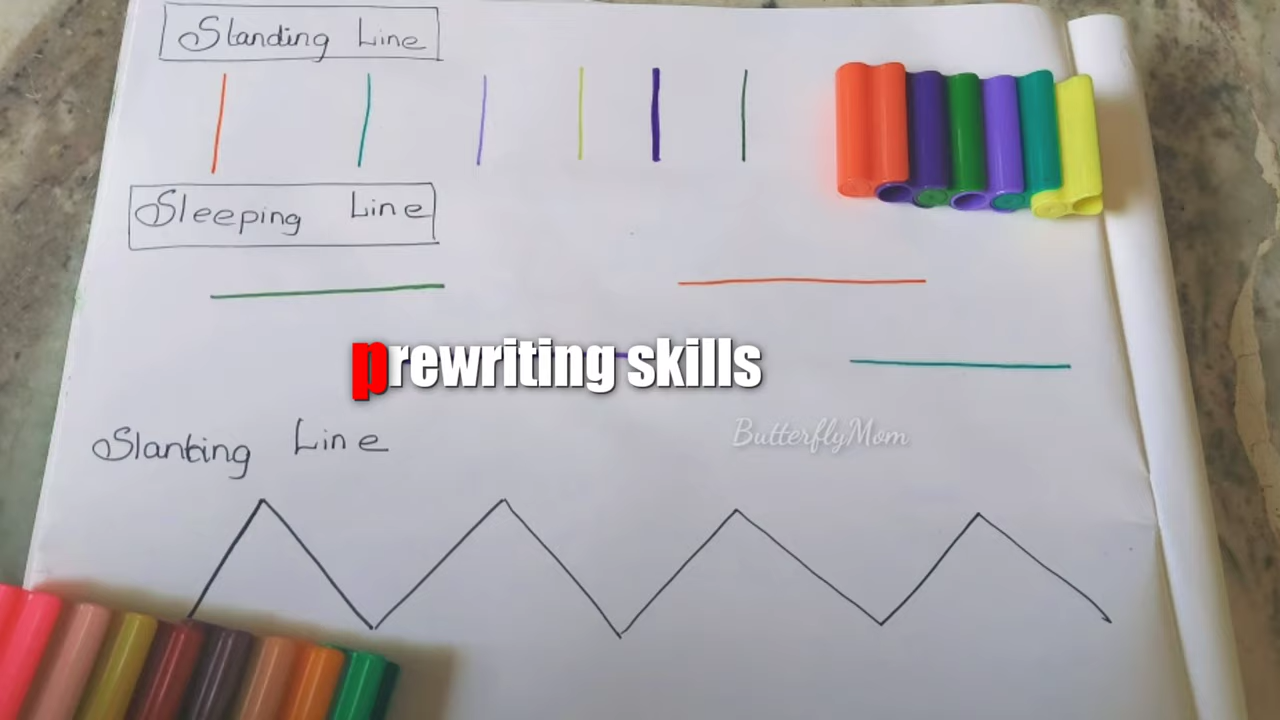 Standing Line
Sleeping Line
prewriting skills
ButterflyMom
Slanting Line